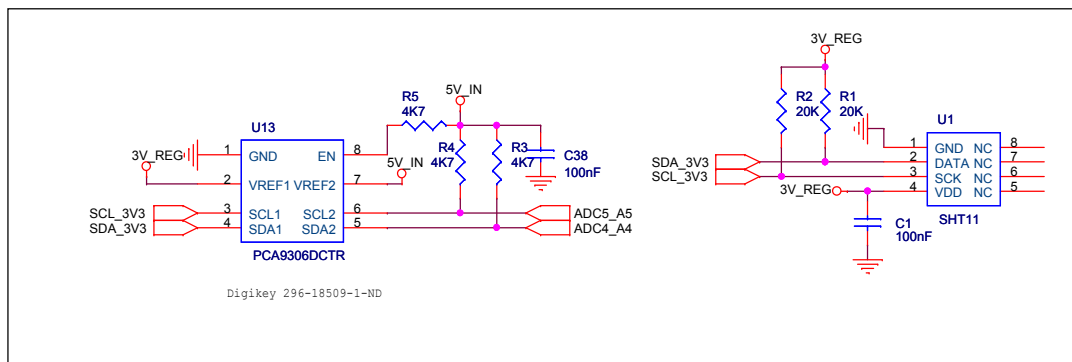 3V_REG
5V_IN
R5
4K7
R2
20K
R1
20K
U13
U1
R4
4K7
R3
4K7
C38
100nF
3V_REG
5V_IN
1 GND EN 8
2 VREF1 VREF2 7
SCL_3V3 3 SCL1 SCL2 6 ADC5_A5
SDA_3V3 4 SDA1 SDA2 5 ADC4_A4
PCA9306DCTR
Digikey 296-18509-1-ND
1 GND NC 8
SDA_3V3 2 DATA NC 7
SCL_3V3 3 SCK NC 6
3V_REG 4 VDD NC 5
SHT11
C1
100nF